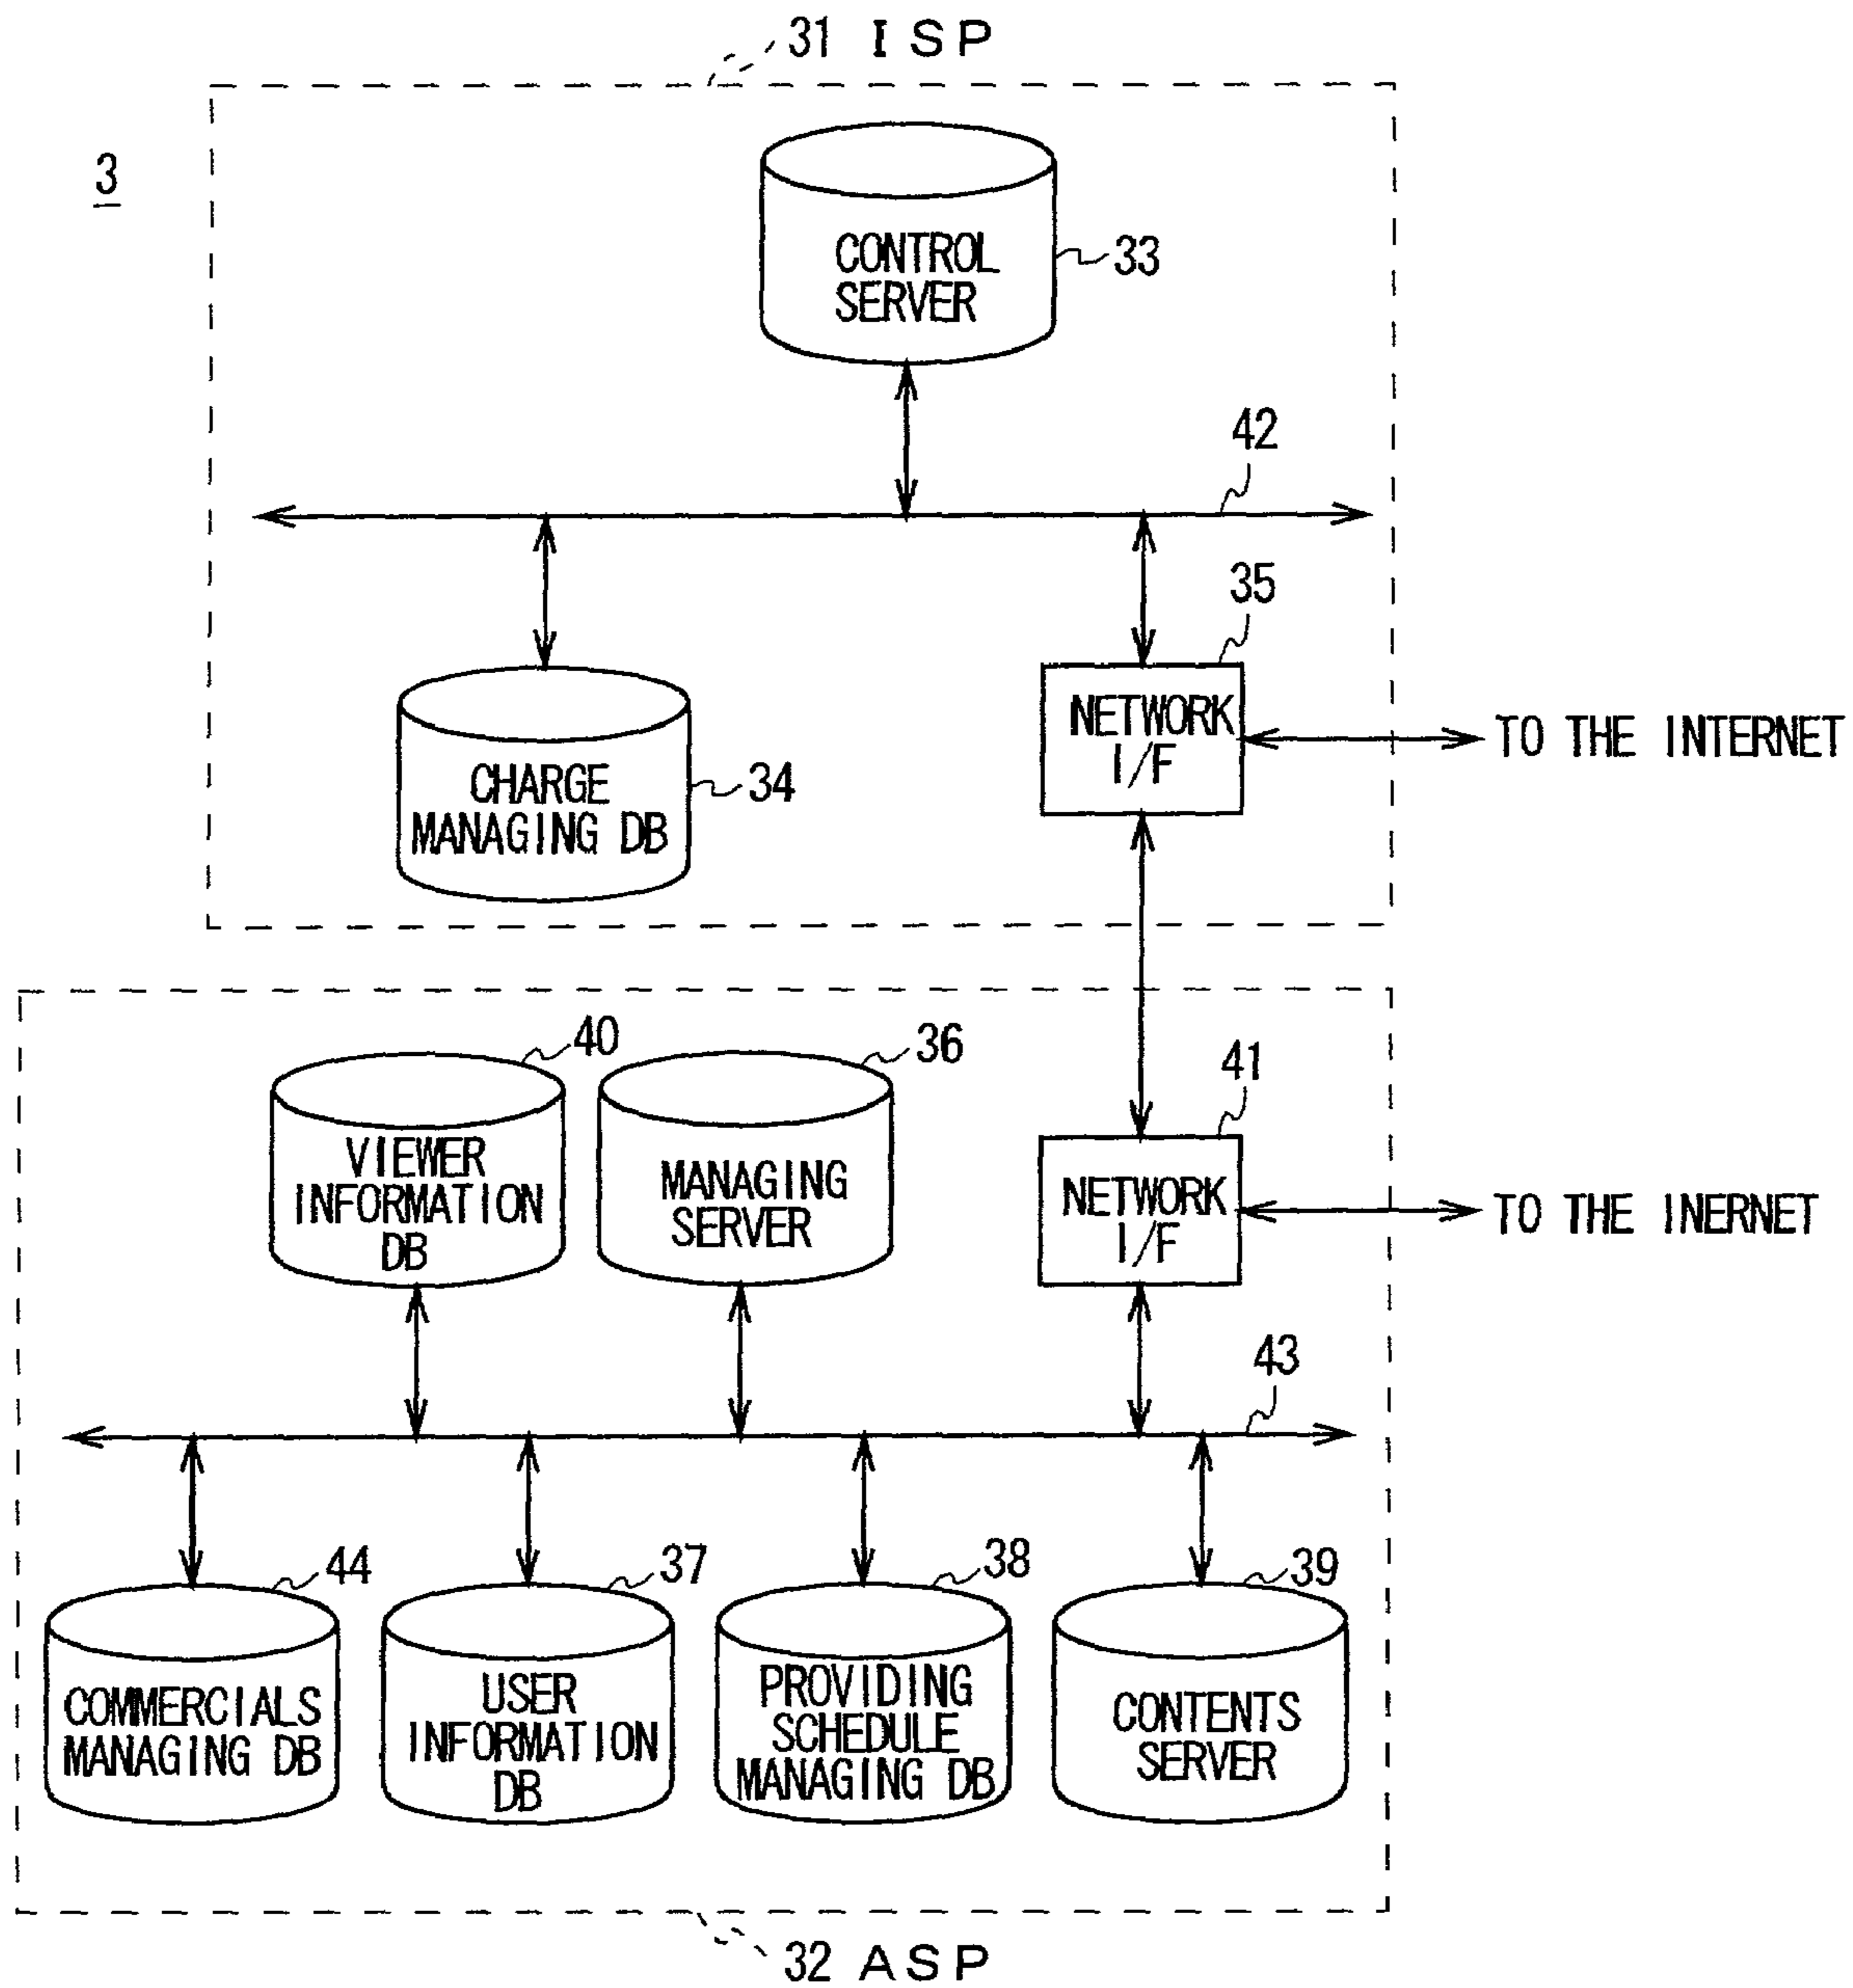 31 ISP
3
CONTROL
SERVER
33
42
35
NETWORK
I/F
TO THE INTERNET
CHARGE
MANAGING DB
34
40
36
41
VIEWER
INFORMATION
DB
MANAGING
SERVER
NETWORK
I/F
TO THE INERNET
43
44
37
38
39
COMMERCIALS
MANAGING DB
USER
INFORMATION
DB
PROVIDING
SCHEDULE
MANAGING DB
CONTENTS
SERVER
32 ASP